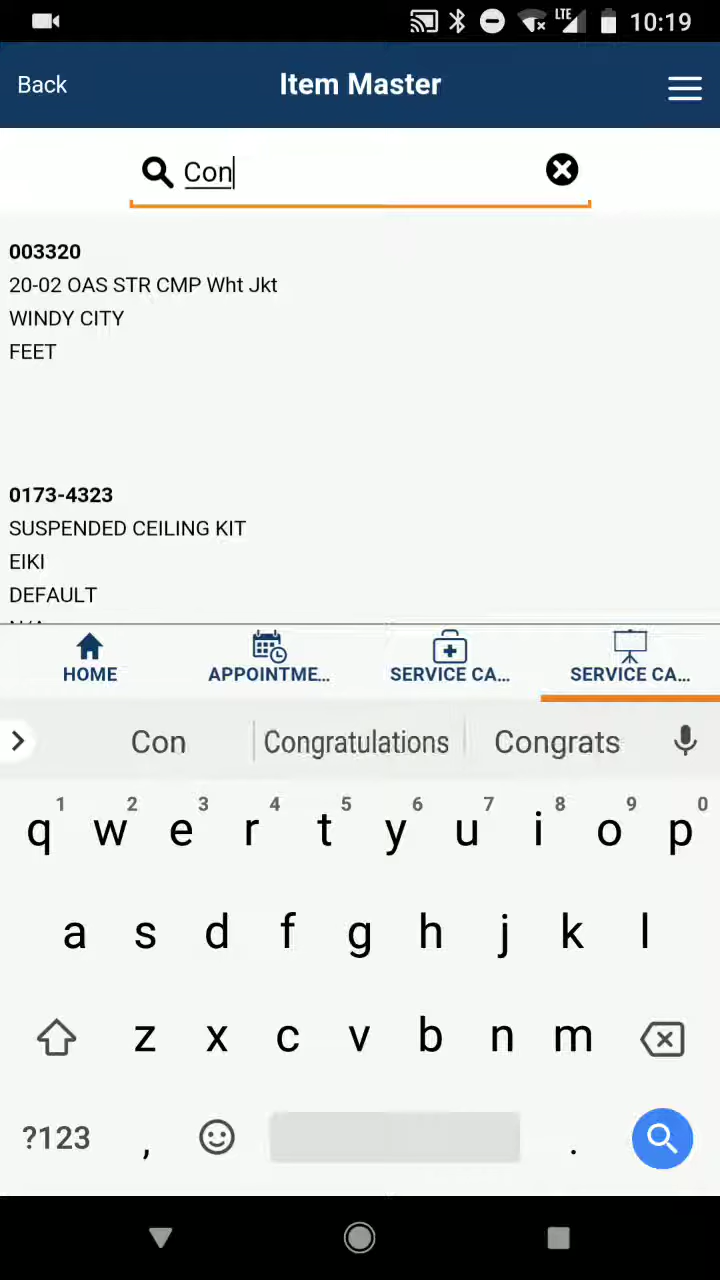 LTE 10:19
Back Item Master
Con
003320
20-02 OAS STR CMP Wht Jkt
WINDY CITY
FEET
0173-4323
SUSPENDED CEILING KIT
EIKI
DEFAULT
HOME APPOINTME... SERVICE CA... SERVICE CA...
Con Congratulations Congrats
1 2 3 4 5 6 7 8 9 0
q w e r t y u i o p
a s d f g h j k l
z x c v b n m
?123 , .